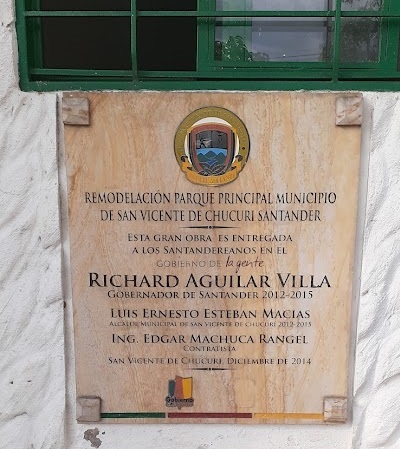 REMODELACIÓN PARQUE PRINCIPAL MUNICIPIO
DE SAN VICENTE DE CHUCURI SANTANDER
ESTA GRAN OBRA ES ENTREGADA
A LOS SANTANDEREANOS EN EL
GOBIERNO DE la gente
RICHARD AGUILAR VILLA
GOBERNADOR DE SANTANDER 2012-2015
LUIS ERNESTO ESTEBAN MACIAS
ALCALDE MUNICIPAL DE SAN VICENTE DE CHUCURÍ 2012-2015
ING. EDGAR MACHUCA RANGEL
CONTRATISTA
SAN VICENTE DE CHUCURI, DICIEMBRE DE 2014
Gobierno